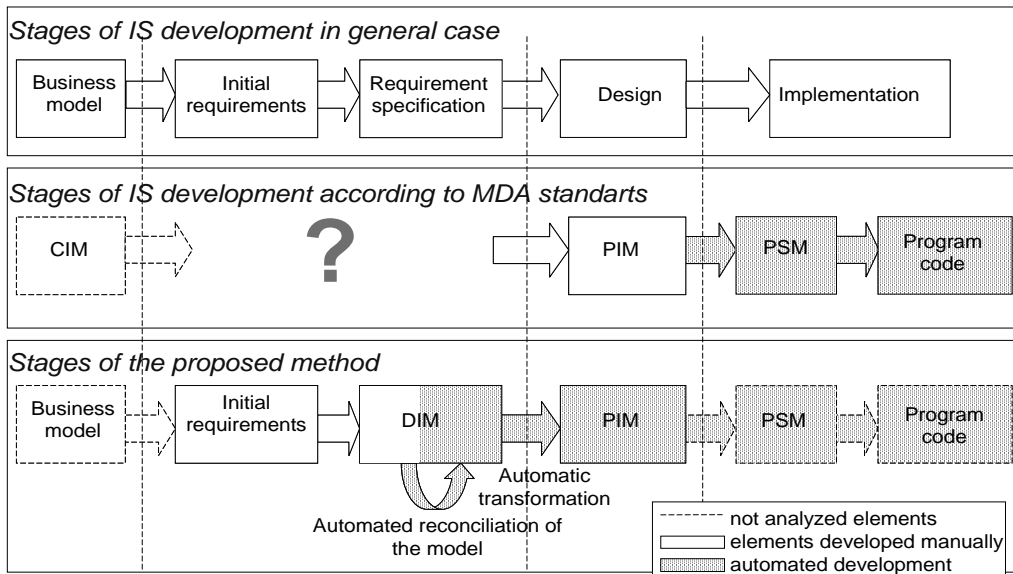 Stages of IS development in general case
Business
model
Initial
requirements
Requirement
specification
Design
Implementation
Stages of IS development according to MDA standarts
CIM
?
PIM
PSM
Program
code
Stages of the proposed method
Business
model
Initial
requirements
DIM
PIM
PSM
Program
code
Automatic
transformation
Automated reconciliation of
the model
not analyzed elements
elements developed manually
automated development